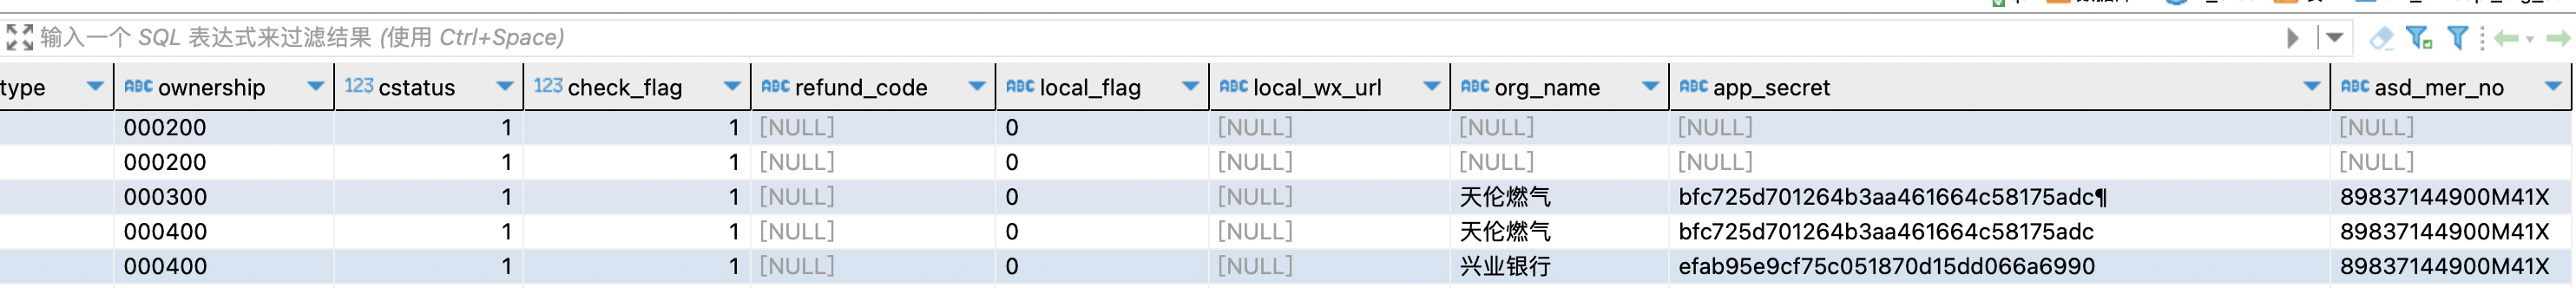 输入一个 SQL 表达式来过滤结果 (使用 Ctrl+Space)
type ABC ownership 123 cstatus 123 check_flag ABC refund_code ABC local_flag ABC local_wx_url ABC org_name ABC app_secret ABC asd_mer_no
000200 1 1 [NULL] 0 [NULL] [NULL] [NULL] [NULL]
000200 1 1 [NULL] 0 [NULL] [NULL] [NULL] [NULL]
000300 1 1 [NULL] 0 [NULL] 天伦燃气 bfc725d701264b3aa461664c58175adc¶ 89837144900M41X
000400 1 1 [NULL] 0 [NULL] 天伦燃气 bfc725d701264b3aa461664c58175adc 89837144900M41X
000400 1 1 [NULL] 0 [NULL] 兴业银行 efab95e9cf75c051870d15dd066a6990 89837144900M41X